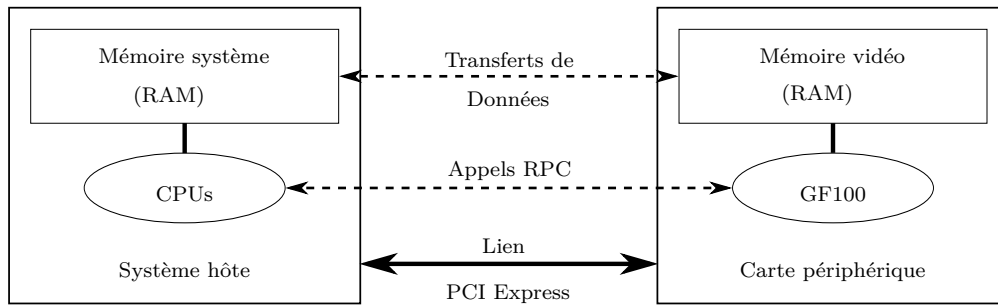 Mémoire système
(RAM)
CPUs
Système hôte
Transferts de
Données
Appels RPC
Lien
PCI Express
Mémoire vidéo
(RAM)
GF100
Carte périphérique